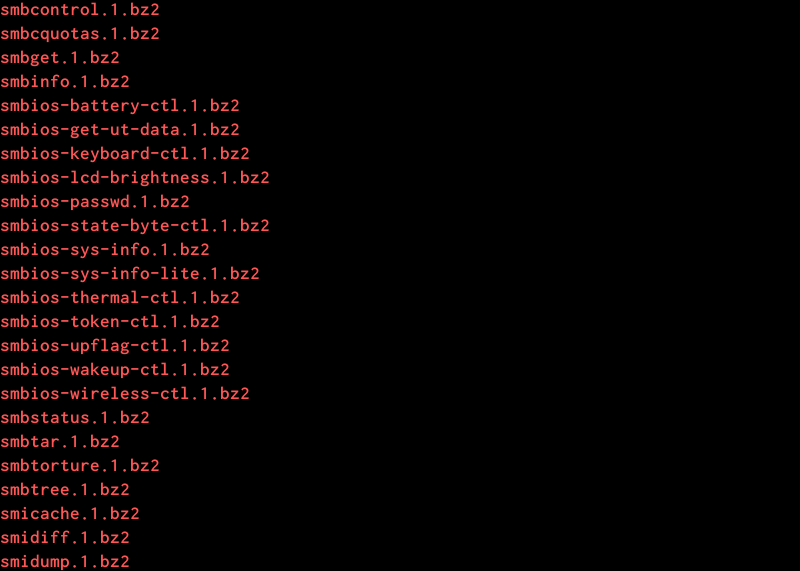 smbcontrol.1.bz2
smbcquotas.1.bz2
smbget.1.bz2
smbinfo.1.bz2
smbios-battery-ctl.1.bz2
smbios-get-ut-data.1.bz2
smbios-keyboard-ctl.1.bz2
smbios-lcd-brightness.1.bz2
smbios-passwd.1.bz2
smbios-state-byte-ctl.1.bz2
smbios-sys-info.1.bz2
smbios-sys-info-lite.1.bz2
smbios-thermal-ctl.1.bz2
smbios-token-ctl.1.bz2
smbios-upflag-ctl.1.bz2
smbios-wakeup-ctl.1.bz2
smbios-wireless-ctl.1.bz2
smbstatus.1.bz2
smbtar.1.bz2
smbtorture.1.bz2
smbtree.1.bz2
smicache.1.bz2
smidiff.1.bz2
smidump.1.bz2